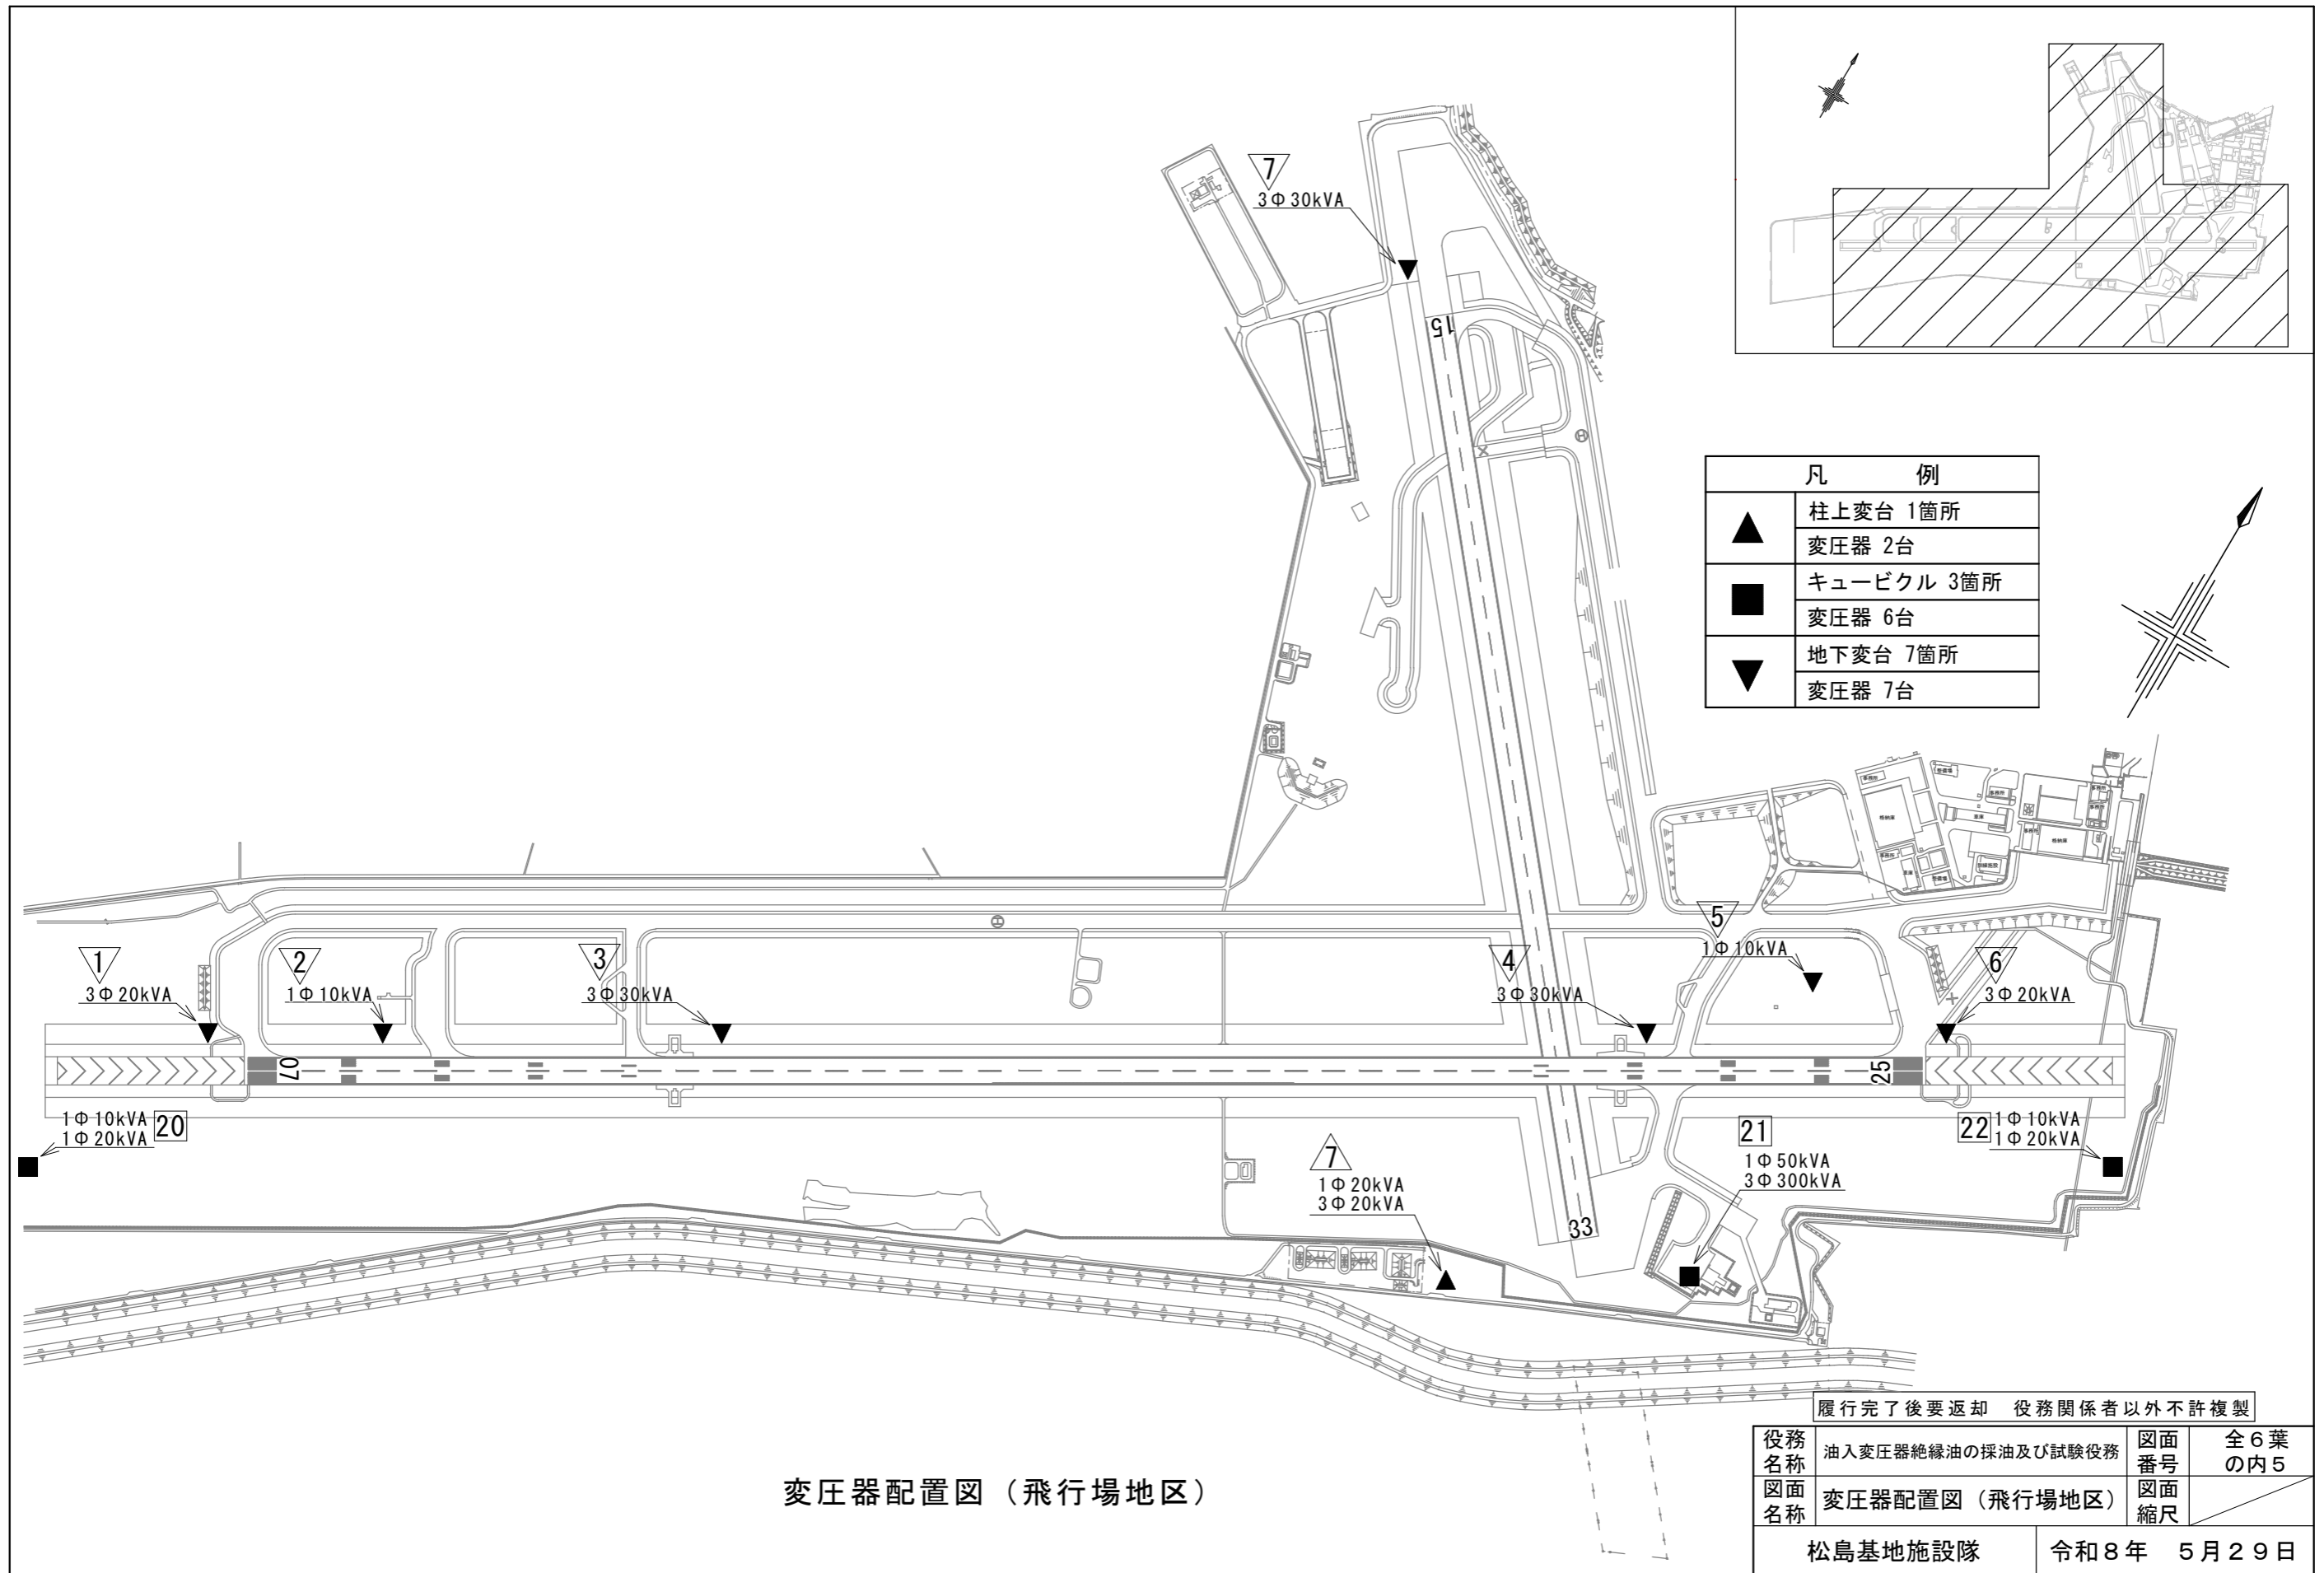 7
3Φ30kVA
15
凡 例
柱上変台 1箇所
変圧器 2台
キュービクル 3箇所
変圧器 6台
地下変台 7箇所
変圧器 7台
1
3Φ20kVA
2
1Φ10kVA
3
3Φ30kVA
4
3Φ30kVA
5
1Φ10kVA
6
3Φ20kVA
07
25
1Φ10kVA
1Φ20kVA
20
7
1Φ20kVA
3Φ20kVA
33
21
1Φ50kVA
3Φ300kVA
22
1Φ10kVA
1Φ20kVA
変圧器配置図（飛行場地区）
履行完了後要返却 役務関係者以外不許複製
役務名称
油入変圧器絶縁油の採油及び試験役務
図面番号
全６葉の内５
図面名称
変圧器配置図（飛行場地区）
図面縮尺
松島基地施設隊
令和８年 ５月２９日